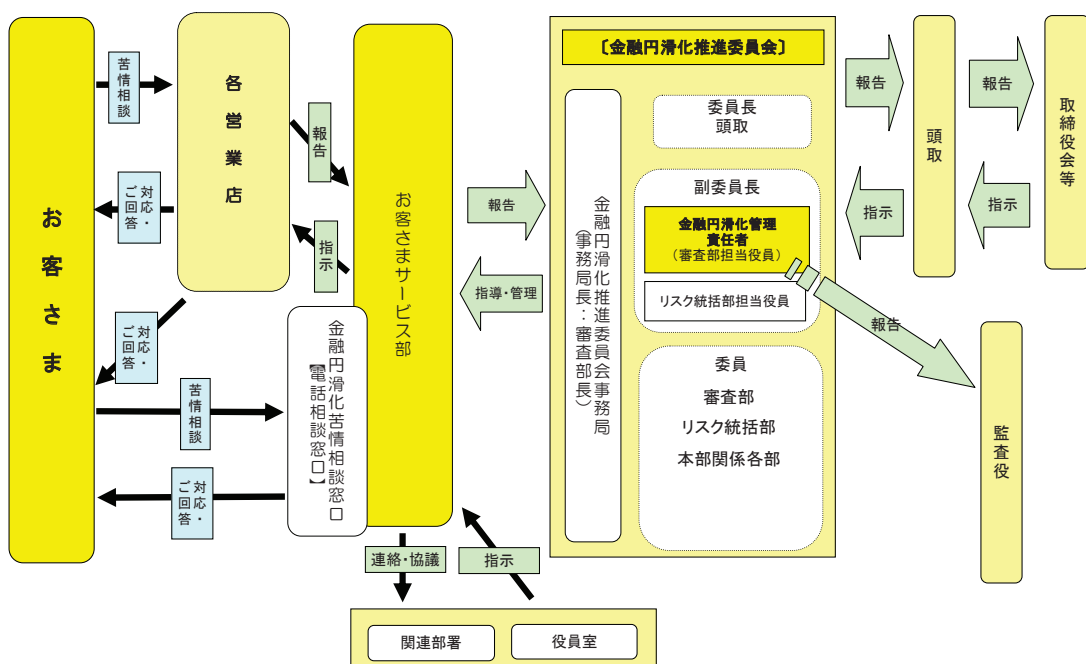 お客さま
苦情相談
対応・
ご回答
対応・
ご回答
苦情相談
対応・
ご回答
各営業店
報告
指示
金融円滑化苦情相談窓口
【電話相談窓口】
お客さまサービス部
連絡・協議
指示
関連部署
役員室
報告
指導・管理
〔金融円滑化推進委員会〕
金融円滑化推進委員会事務局
（事務局長：審査部長）
委員長
頭取
副委員長
金融円滑化管理
責任者
（審査部担当役員）
リスク統括部担当役員
委員
審査部
リスク統括部
本部関係各部
報告
指示
報告
頭取
報告
指示
取締役会等
監査役